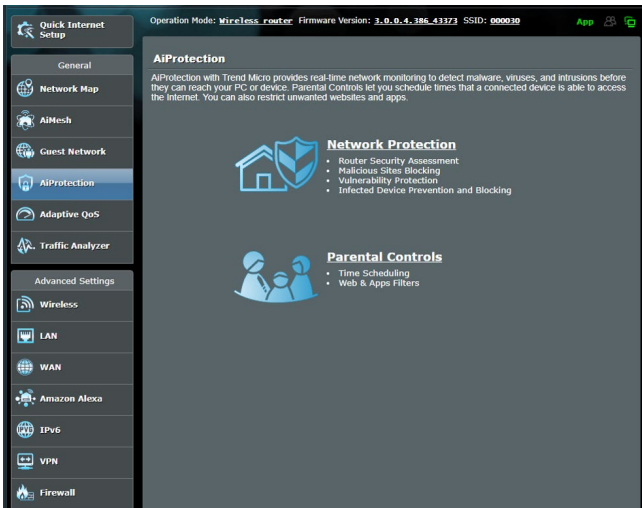 Quick Internet
Setup
Operation Mode: Wireless router Firmware Version: 3.0.0.4.386_43373 SSID: 000030 App
General
Network Map
AiMesh
Guest Network
AiProtection
Adaptive QoS
Traffic Analyzer
Advanced Settings
Wireless
LAN
WAN
Amazon Alexa
IPv6
VPN
Firewall
AiProtection
AiProtection with Trend Micro provides real-time network monitoring to detect malware, viruses, and intrusions before
they can reach your PC or device. Parental Controls let you schedule times that a connected device is able to access
the Internet. You can also restrict unwanted websites and apps.
Network Protection
• Router Security Assessment
• Malicious Sites Blocking
• Vulnerability Protection
• Infected Device Prevention and Blocking
Parental Controls
• Time Scheduling
• Web & Apps Filters